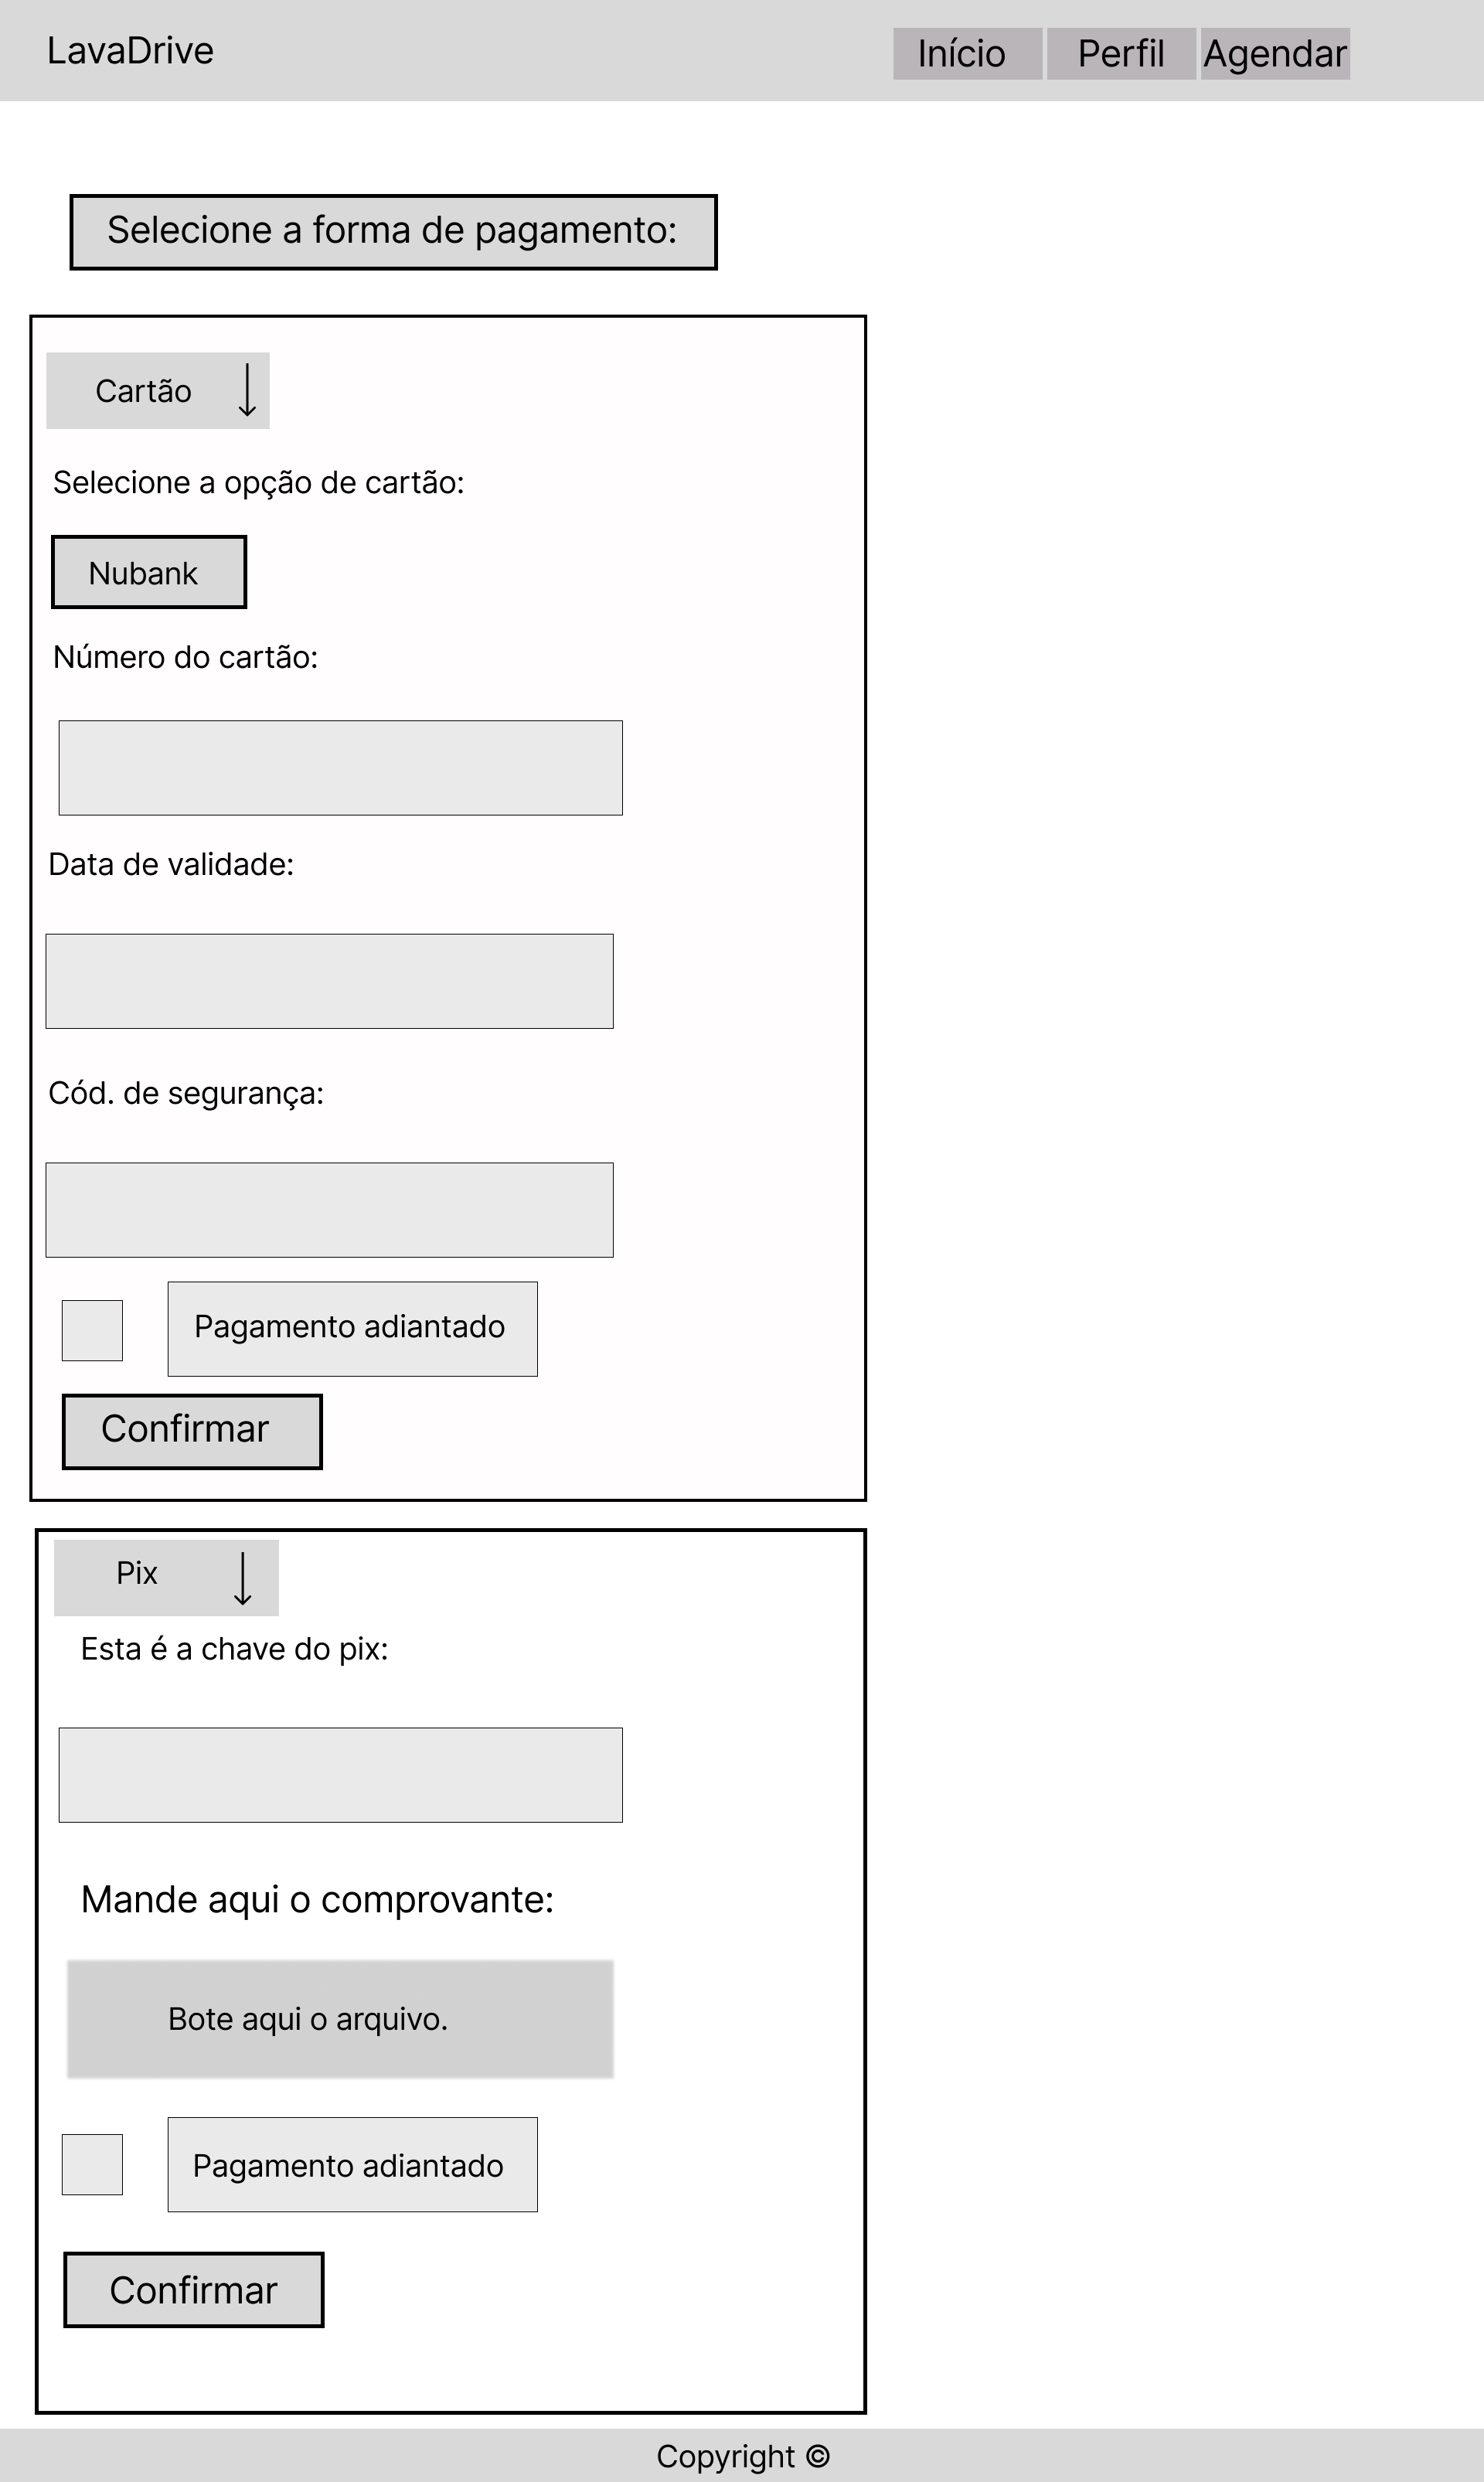 LavaDrive
Início
Perfil
Agendar
Selecione a forma de pagamento:
Cartão
Selecione a opção de cartão:
Nubank
Número do cartão:
Data de validade:
Cód. de segurança:
Pagamento adiantado
Confirmar
Pix
Esta é a chave do pix:
Mande aqui o comprovante:
Bote aqui o arquivo.
Pagamento adiantado
Confirmar
Copyright ©